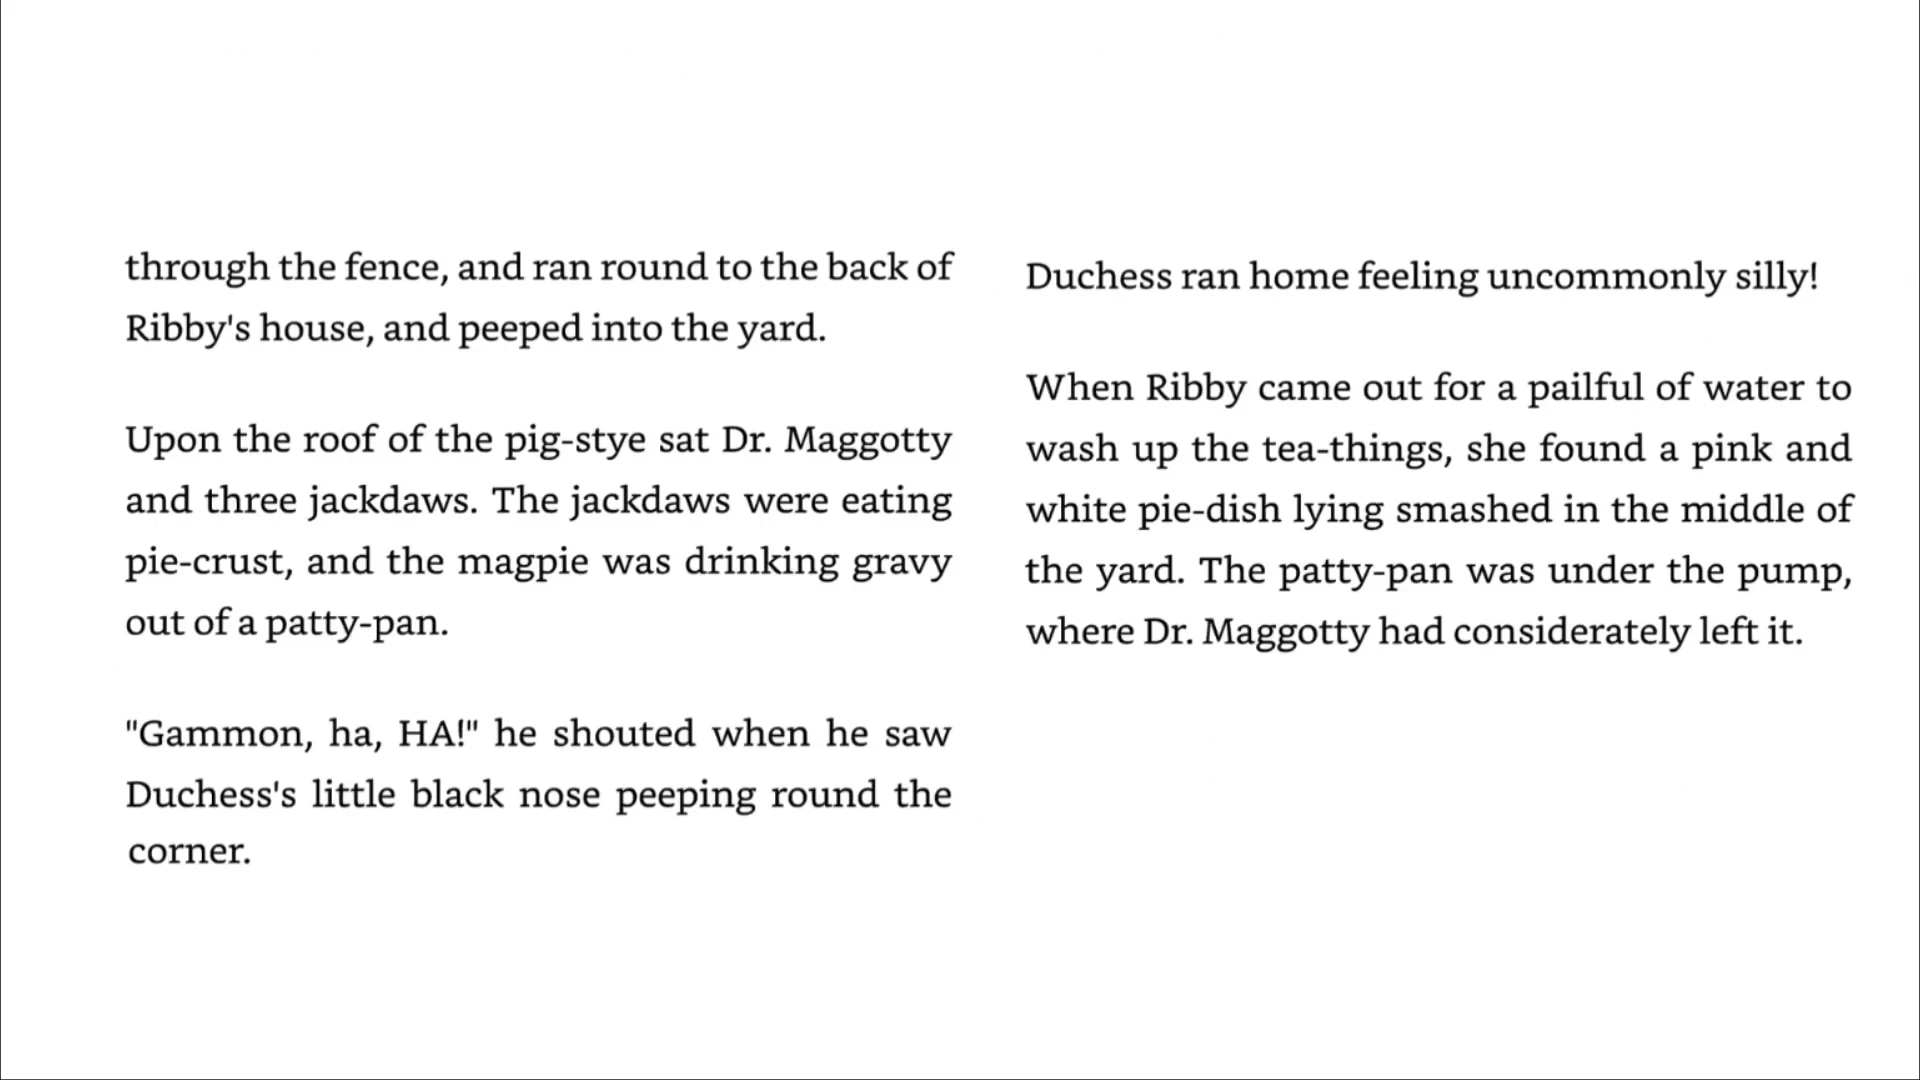 through the fence, and ran round to the back of
Ribby's house, and peeped into the yard.
Upon the roof of the pig-stye sat Dr. Maggotty
and three jackdaws. The jackdaws were eating
pie-crust, and the magpie was drinking gravy
out of a patty-pan.
"Gammon, ha, HA!" he shouted when he saw
Duchess's little black nose peeping round the
corner.
Duchess ran home feeling uncommonly silly!
When Ribby came out for a pailful of water to
wash up the tea-things, she found a pink and
white pie-dish lying smashed in the middle of
the yard. The patty-pan was under the pump,
where Dr. Maggotty had considerately left it.